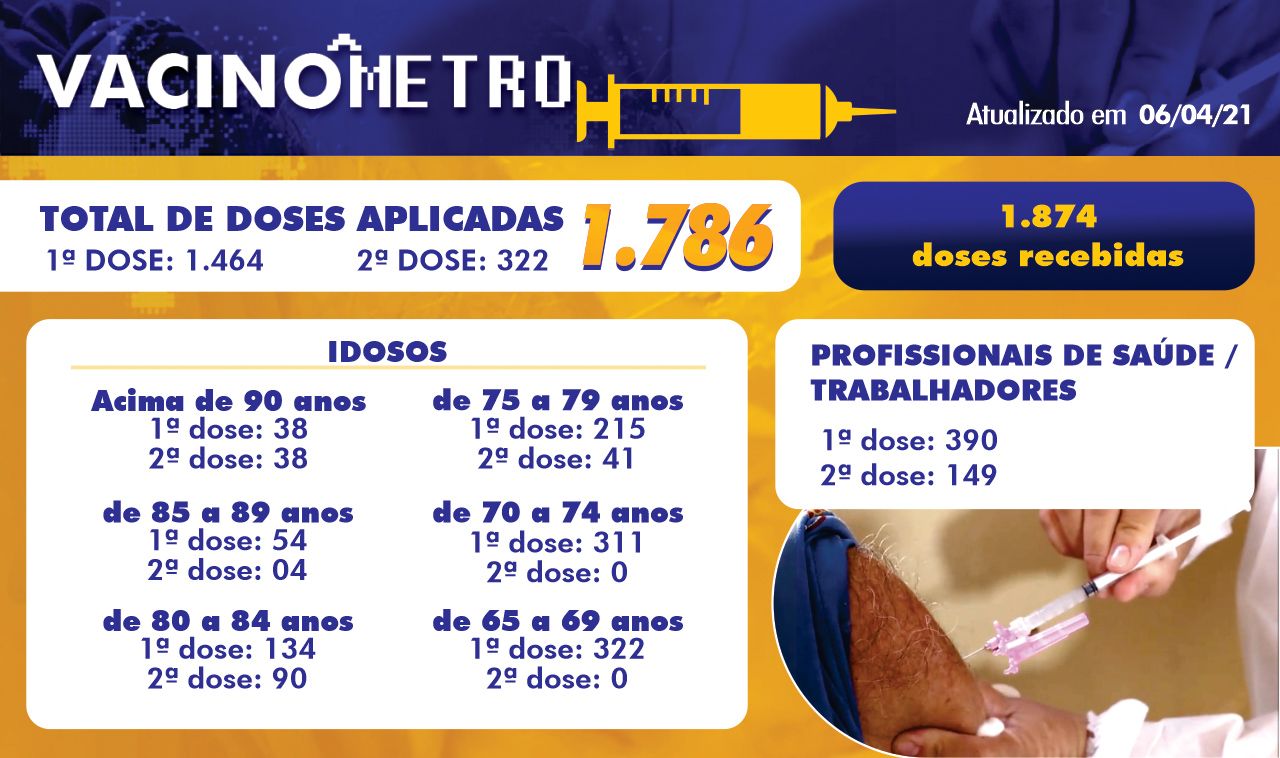 VACINÔMETRO
Atualizado em 06/04/21
TOTAL DE DOSES APLICADAS 1.786
1ª DOSE: 1.464 2ª DOSE: 322
1.874
doses recebidas
IDOSOS
Acima de 90 anos
1ª dose: 38
2ª dose: 38
de 85 a 89 anos
1ª dose: 54
2ª dose: 04
de 80 a 84 anos
1ª dose: 134
2ª dose: 90
de 75 a 79 anos
1ª dose: 215
2ª dose: 41
de 70 a 74 anos
1ª dose: 311
2ª dose: 0
de 65 a 69 anos
1ª dose: 322
2ª dose: 0
PROFISSIONAIS DE SAÚDE /
TRABALHADORES
1ª dose: 390
2ª dose: 149